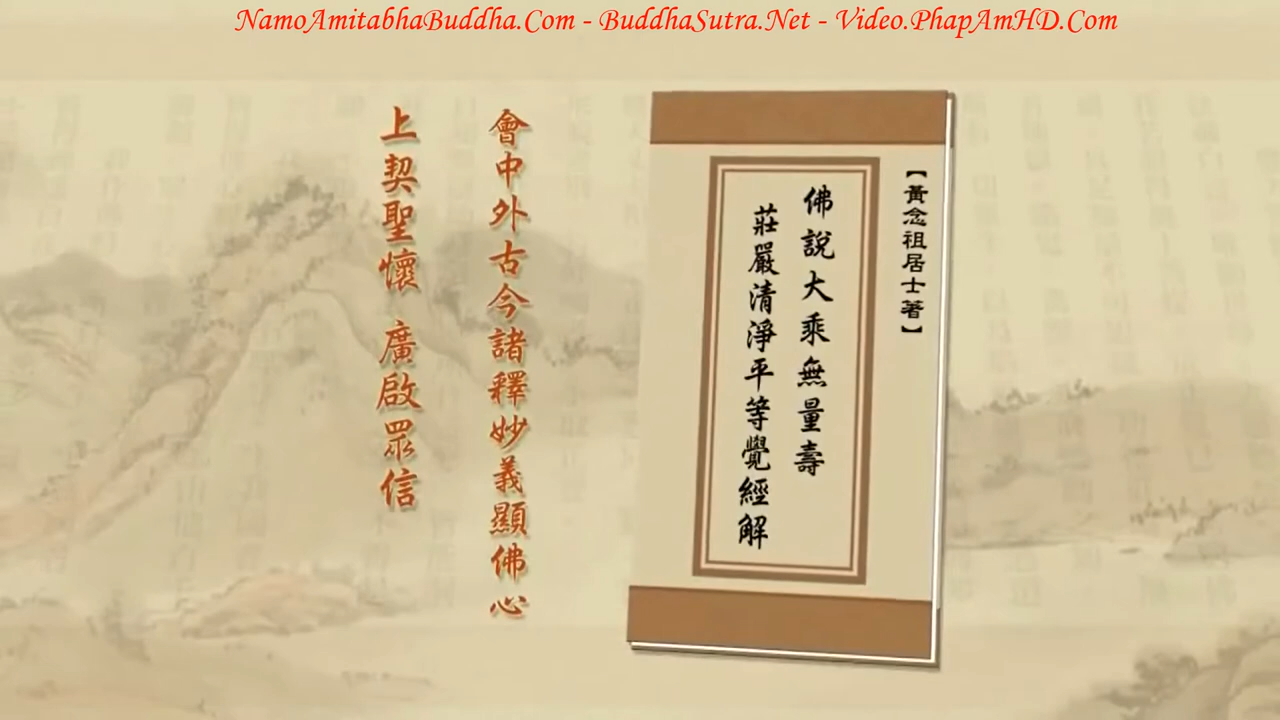 NamoAmitabhaBuddha.Com - BuddhaSutra.Net - Video.PhapAmHD.Com
【黃念祖居士著】
佛說大乘無量壽
莊嚴清淨平等覺經解
會中外古今諸釋妙義顯佛心
上契聖懷 廣啟眾信